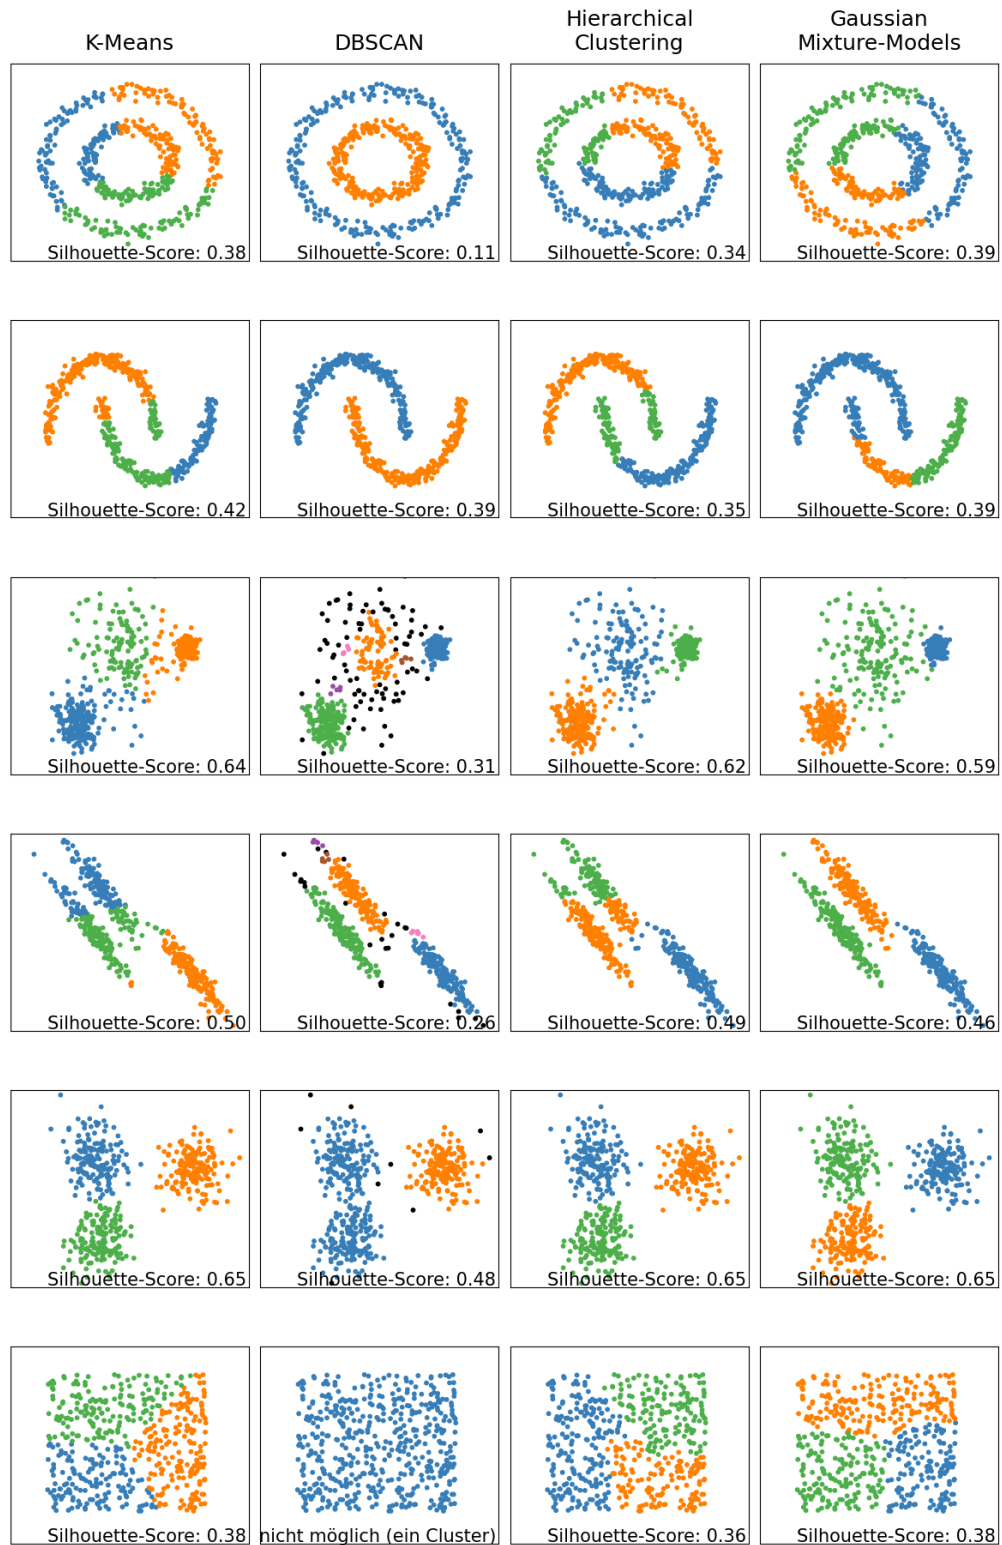 K-Means
DBSCAN
Hierarchical
Clustering
Gaussian
Mixture-Models
Silhouette-Score: 0.38
Silhouette-Score: 0.11
Silhouette-Score: 0.34
Silhouette-Score: 0.39
Silhouette-Score: 0.42
Silhouette-Score: 0.39
Silhouette-Score: 0.35
Silhouette-Score: 0.39
Silhouette-Score: 0.64
Silhouette-Score: 0.31
Silhouette-Score: 0.62
Silhouette-Score: 0.59
Silhouette-Score: 0.50
Silhouette-Score: 0.26
Silhouette-Score: 0.49
Silhouette-Score: 0.46
Silhouette-Score: 0.65
Silhouette-Score: 0.48
Silhouette-Score: 0.65
Silhouette-Score: 0.65
Silhouette-Score: 0.38
nicht möglich (ein Cluster)
Silhouette-Score: 0.36
Silhouette-Score: 0.38